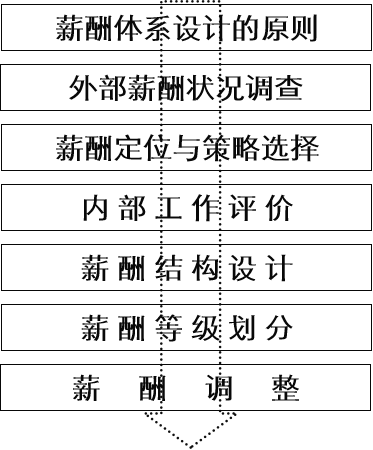 薪酬体系设计的原则
外部薪酬状况调查
薪酬定位与策略选择
内部工作评价
薪酬结构设计
薪酬等级划分
薪酬调整